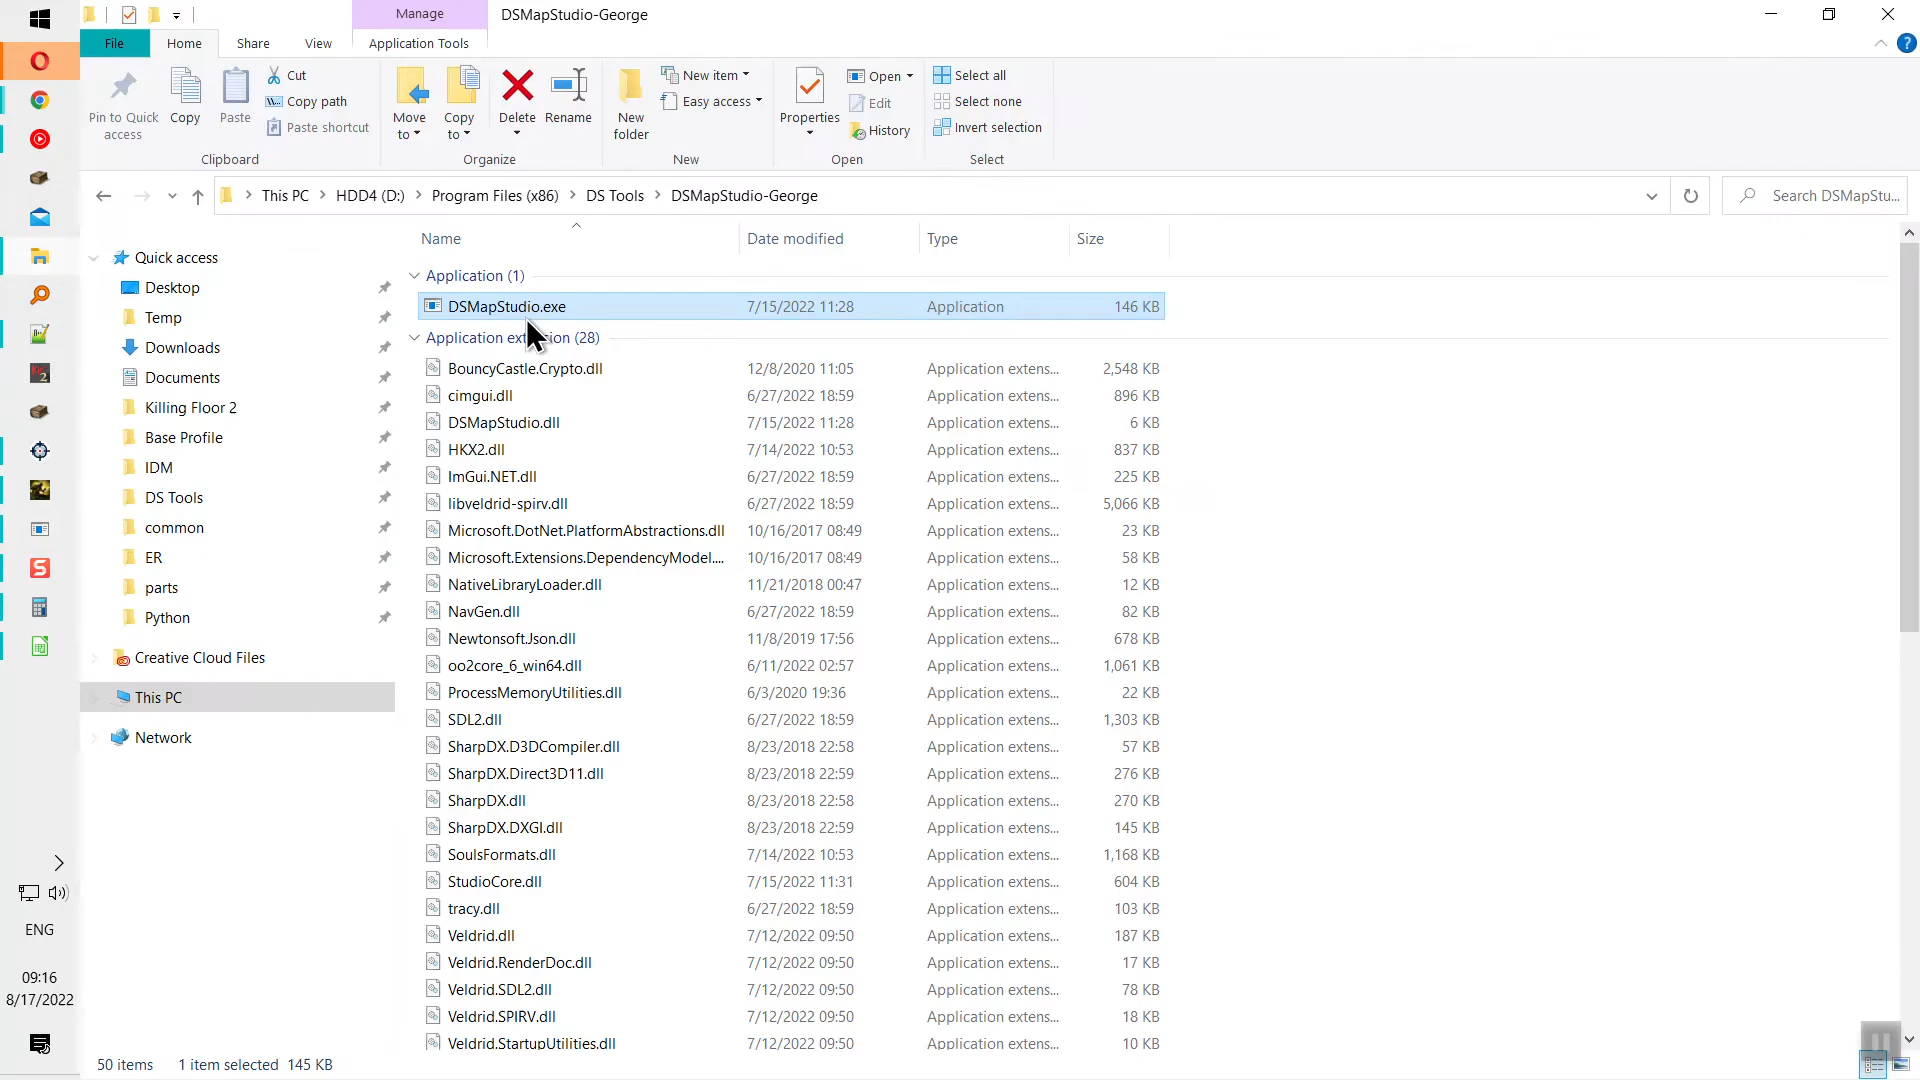 Manage
DSMapStudio-George
File
Home
Share
View
Application Tools
Pin to Quick access
Copy
Paste
Cut
Copy path
Paste shortcut
Clipboard
Move to
Copy to
Delete
Rename
Organize
New folder
New item
Easy access
New
Properties
Open
Edit
History
Open
Select all
Select none
Invert selection
Select
This PC > HDD4 (D:) > Program Files (x86) > DS Tools > DSMapStudio-George
Search DSMapStu...
Name Date modified Type Size
Quick access
Desktop
Temp
Downloads
Documents
Killing Floor 2
Base Profile
IDM
DS Tools
common
ER
parts
Python
Creative Cloud Files
This PC
Network
Application (1)
DSMapStudio.exe 7/15/2022 11:28 Application 146 KB
Application extension (28)
BouncyCastle.Crypto.dll 12/8/2020 11:05 Application extens... 2,548 KB
cimgui.dll 6/27/2022 18:59 Application extens... 896 KB
DSMapStudio.dll 7/15/2022 11:28 Application extens... 6 KB
HKX2.dll 7/14/2022 10:53 Application extens... 837 KB
ImGui.NET.dll 6/27/2022 18:59 Application extens... 225 KB
libveldrid-spirv.dll 6/27/2022 18:59 Application extens... 5,066 KB
Microsoft.DotNet.PlatformAbstractions.dll 10/16/2017 08:49 Application extens... 23 KB
Microsoft.Extensions.DependencyModel.... 10/16/2017 08:49 Application extens... 58 KB
NativeLibraryLoader.dll 11/21/2018 00:47 Application extens... 12 KB
NavGen.dll 6/27/2022 18:59 Application extens... 82 KB
Newtonsoft.Json.dll 11/8/2019 17:56 Application extens... 678 KB
oo2core_6_win64.dll 6/11/2022 02:57 Application extens... 1,061 KB
ProcessMemoryUtilities.dll 6/3/2020 19:36 Application extens... 22 KB
SDL2.dll 6/27/2022 18:59 Application extens... 1,303 KB
SharpDX.D3DCompiler.dll 8/23/2018 22:58 Application extens... 57 KB
SharpDX.Direct3D11.dll 8/23/2018 22:59 Application extens... 276 KB
SharpDX.dll 8/23/2018 22:58 Application extens... 270 KB
SharpDX.DXGI.dll 8/23/2018 22:59 Application extens... 145 KB
SoulsFormats.dll 7/14/2022 10:53 Application extens... 1,168 KB
StudioCore.dll 7/15/2022 11:31 Application extens... 604 KB
tracy.dll 6/27/2022 18:59 Application extens... 103 KB
Veldrid.dll 7/12/2022 09:50 Application extens... 187 KB
Veldrid.RenderDoc.dll 7/12/2022 09:50 Application extens... 17 KB
Veldrid.SDL2.dll 7/12/2022 09:50 Application extens... 78 KB
Veldrid.SPIRV.dll 7/12/2022 09:50 Application extens... 18 KB
Veldrid.StartupUtilities.dll 7/12/2022 09:50 Application extens... 10 KB
ENG
09:16
8/17/2022
50 items 1 item selected 145 KB